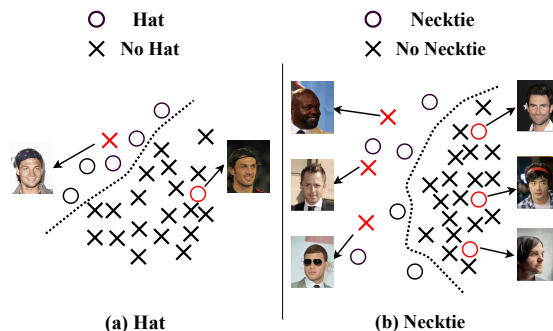 Hat
No Hat
Necktie
No Necktie
(a) Hat
(b) Necktie